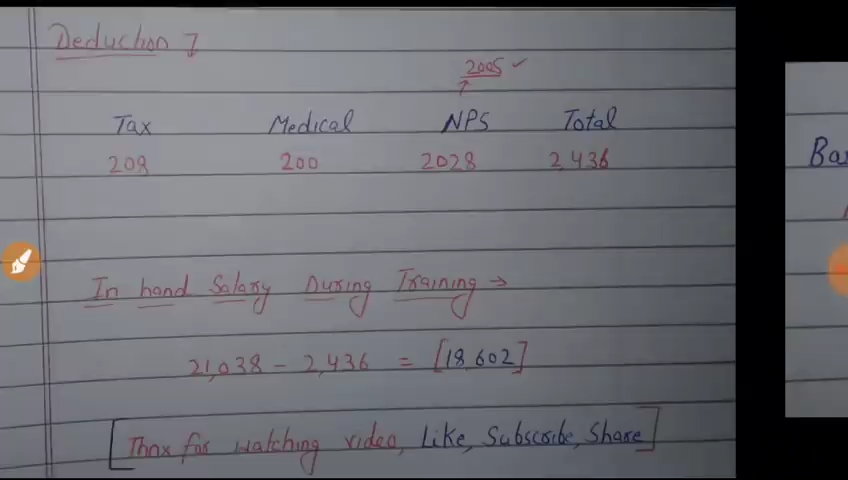 Deduction
2005 ✓
Tax Medical NPS Total
208 200 2028 2,436
In hand Salary During Training →
21,038 - 2,436 = [18,602]
[Thnx for watching video, Like, Subscribe, Share]
Ba